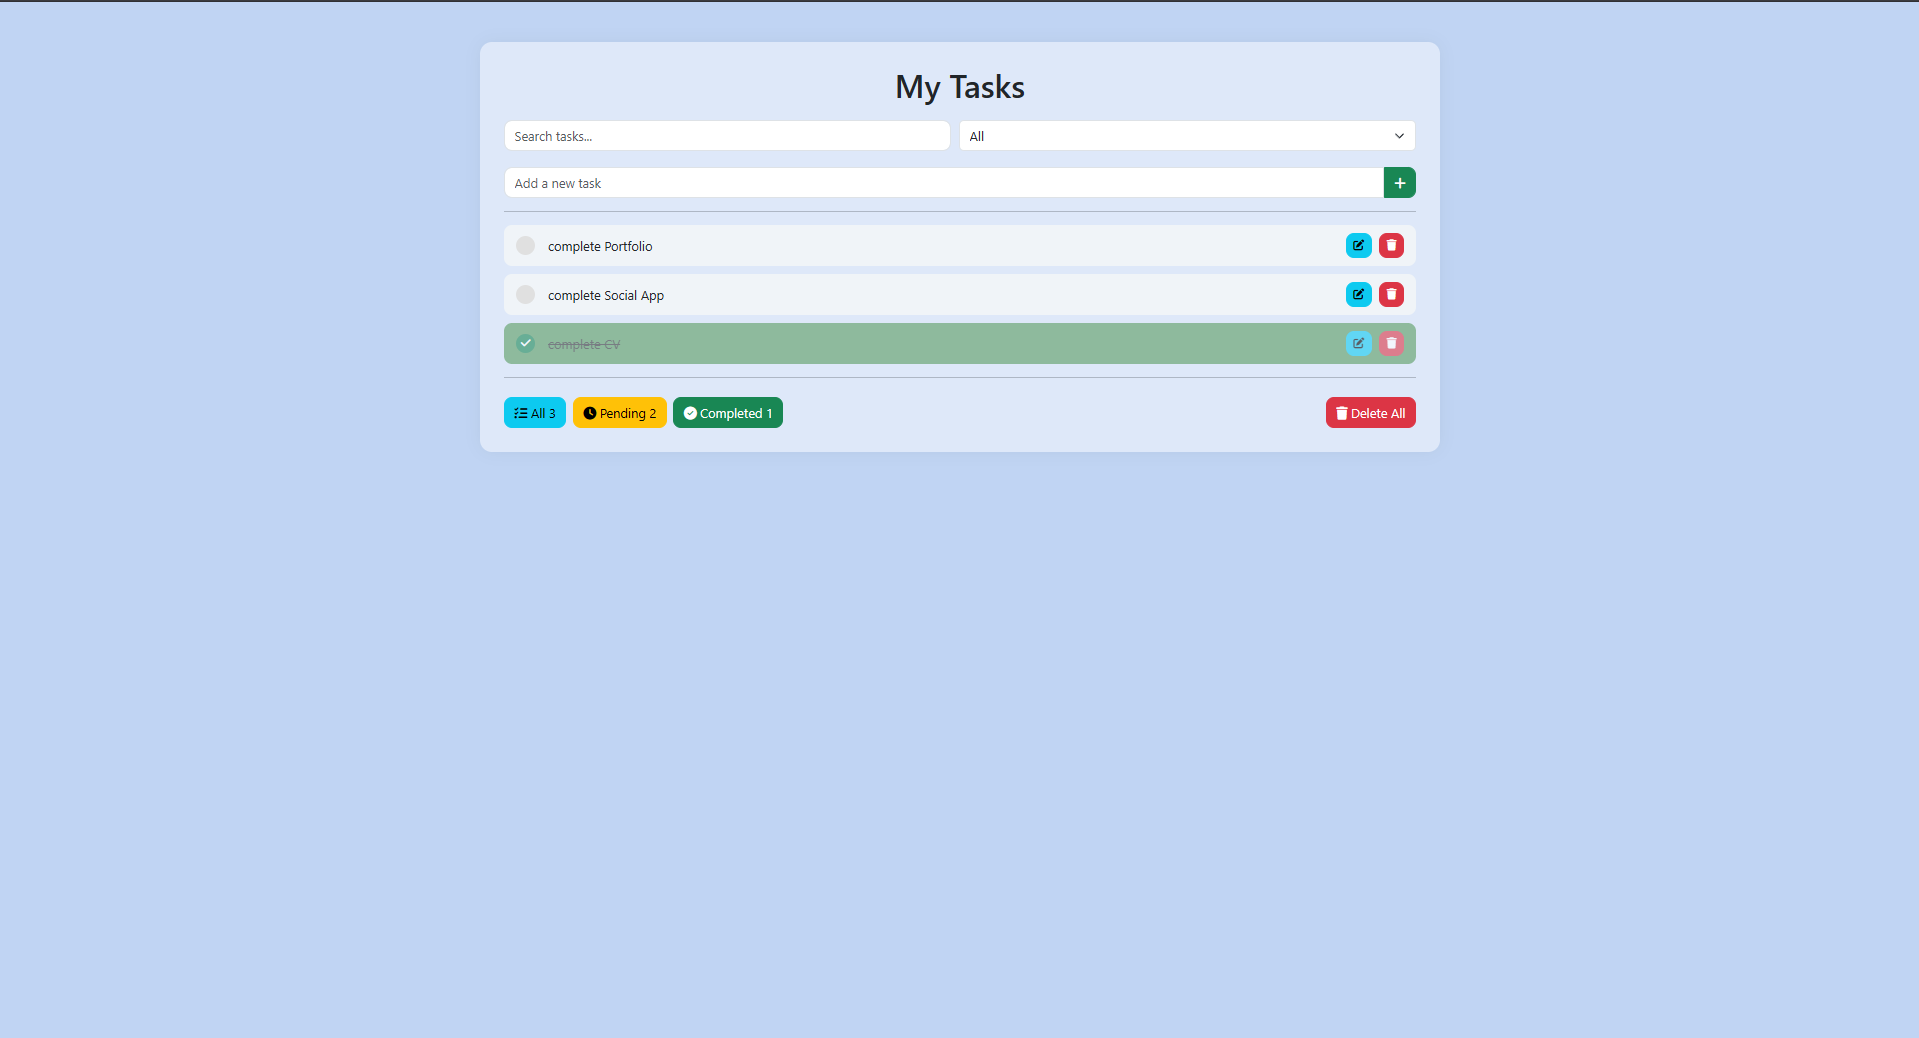 My Tasks
Search tasks...
All
Add a new task
complete Portfolio
complete Social App
complete CV
All 3 Pending 2 Completed 1 Delete All